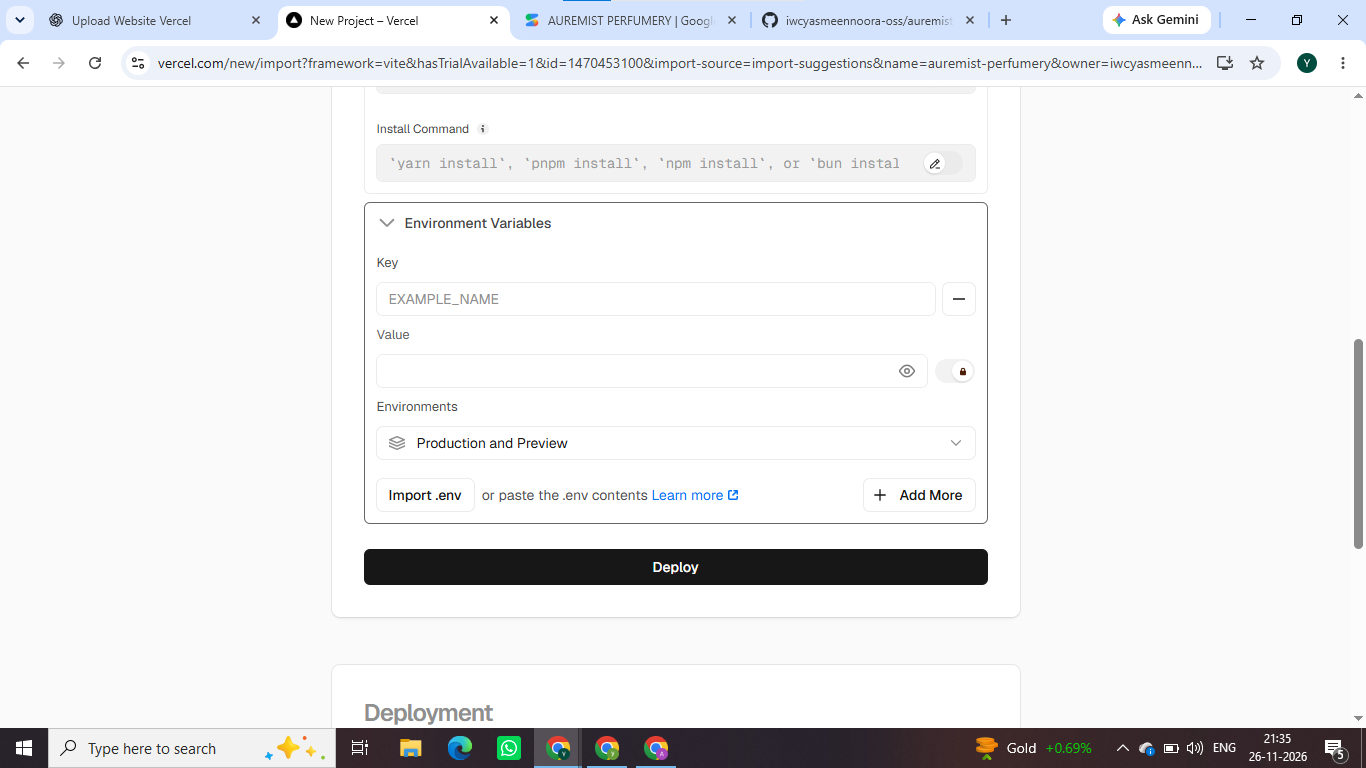 Upload Website Vercel
New Project – Vercel
AUREMIST PERFUMERY | Googl
iwcyasmeennoora-oss/auremist
Ask Gemini
vercel.com/new/import?framework=vite&hasTrialAvailable=1&id=1470453100&import-source=import-suggestions&name=auremist-perfumery&owner=iwcyasmeenn...
Y
Install Command
`yarn install`, `pnpm install`, `npm install`, or `bun instal
Environment Variables
Key
EXAMPLE_NAME
Value
Environments
Production and Preview
Import .env or paste the .env contents Learn more
Add More
Deploy
Deployment
Type here to search
Gold +0.69%
ENG
21:35
26-11-2026
5